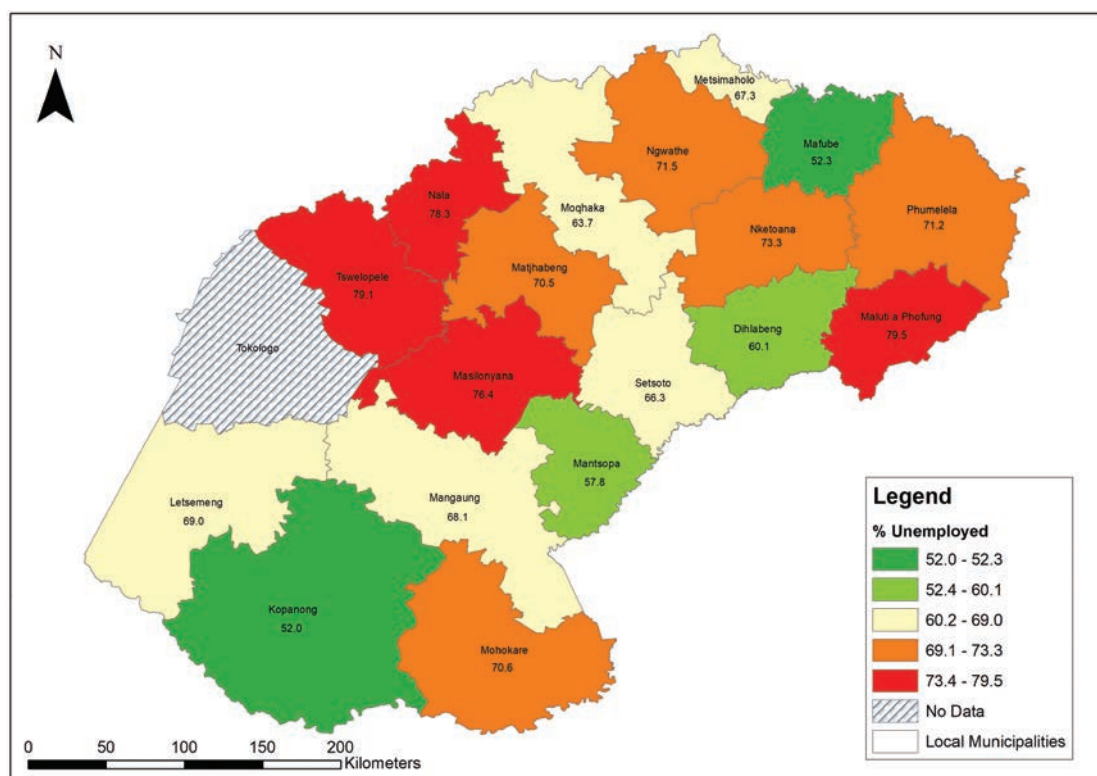 N
Metsimaholo
67.3
Mafube
52.3
Ngwathe
71.5
Nala
78.3
Moqhaka
63.7
Phumelela
71.2
Nketoana
73.3
Matjhabeng
70.5
Tswelopele
79.1
Dihlabeng
60.1
Maluti a Phofung
79.5
Tokologo
Masilonyana
76.4
Setsoto
66.3
Mantsopa
57.8
Letsemeng
69.0
Mangaung
68.1
Kopanong
52.0
Mohokare
70.6
Legend
% Unemployed
52.0 - 52.3
52.4 - 60.1
60.2 - 69.0
69.1 - 73.3
73.4 - 79.5
No Data
Local Municipalities
0 50 100 150 200
Kilometers